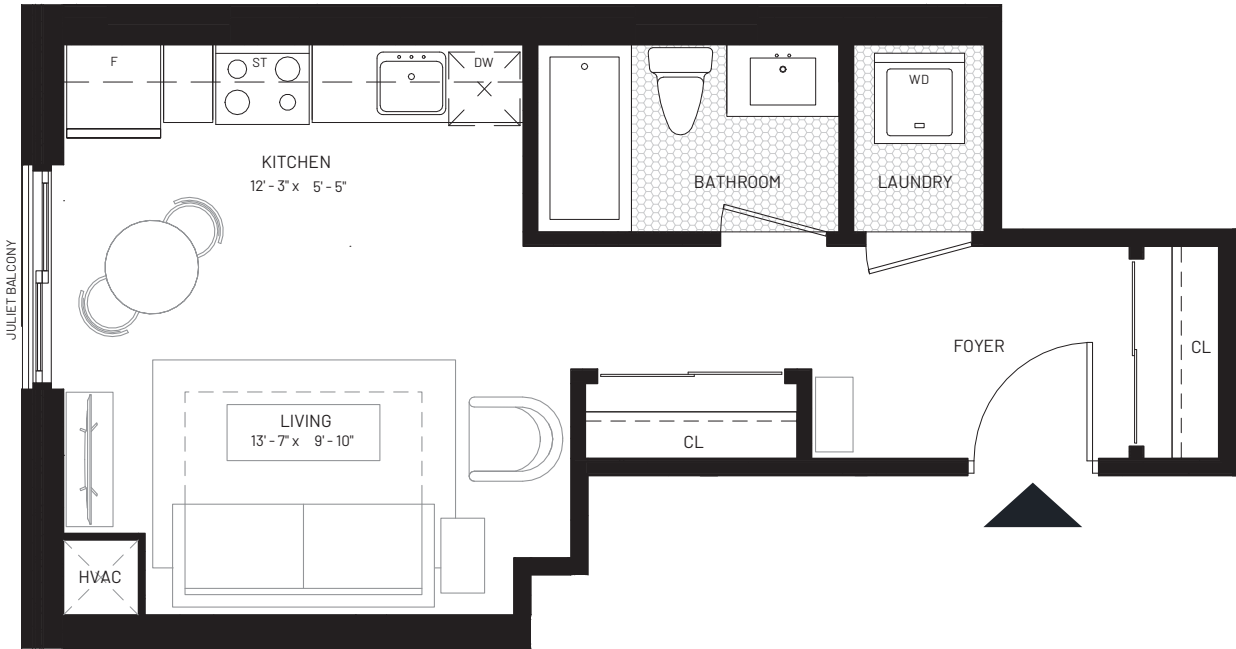 F
ST
DW
WD
KITCHEN
12' - 3" x 5' - 5"
BATHROOM
LAUNDRY
JULIET BALCONY
FOYER
CL
LIVING
13' - 7" x 9' - 10"
CL
HVAC